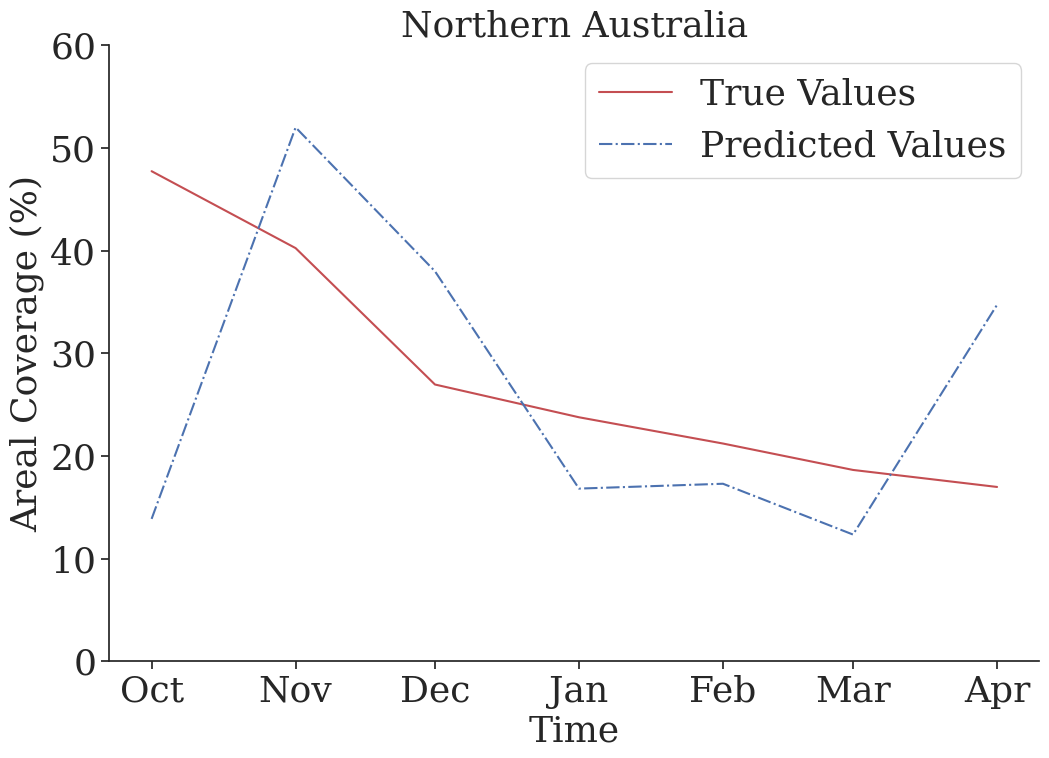 Northern Australia
60
50
40
30
20
10
0
Areal Coverage (%)
True Values
Predicted Values
Oct Nov Dec Jan Feb Mar Apr
Time